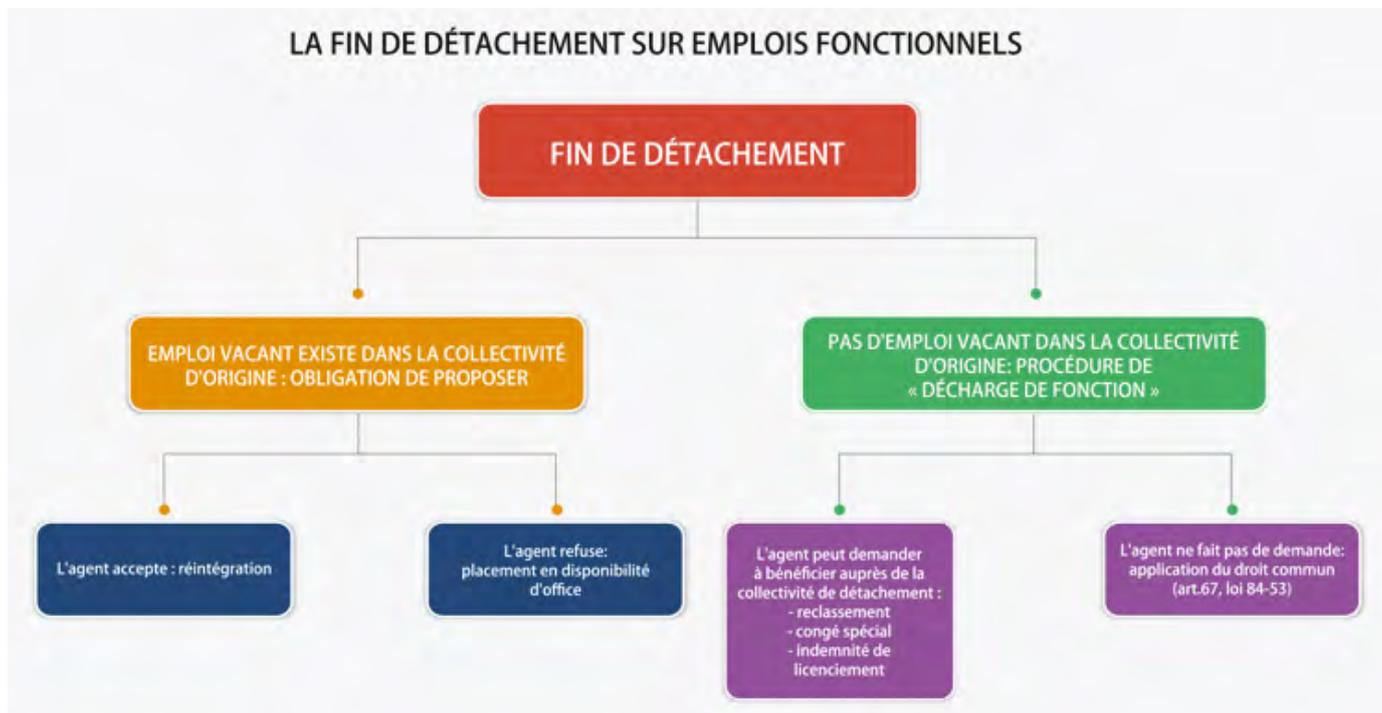 LA FIN DE DÉTACHEMENT SUR EMPLOIS FONCTIONNELS
FIN DE DÉTACHEMENT
EMPLOI VACANT EXISTE DANS LA COLLECTIVITÉ
D'ORIGINE : OBLIGATION DE PROPOSER
PAS D'EMPLOI VACANT DANS LA COLLECTIVITÉ
D'ORIGINE: PROCÉDURE DE
« DÉCHARGE DE FONCTION »
L'agent accepte : réintégration
L'agent refuse:
placement en disponibilité
d'office
L'agent peut demander
à bénéficier auprès de la
collectivité de détachement :
- reclassement
- congé spécial
- indemnité de
licenciement
L'agent ne fait pas de demande:
application du droit commun
(art.67, loi 84-53)